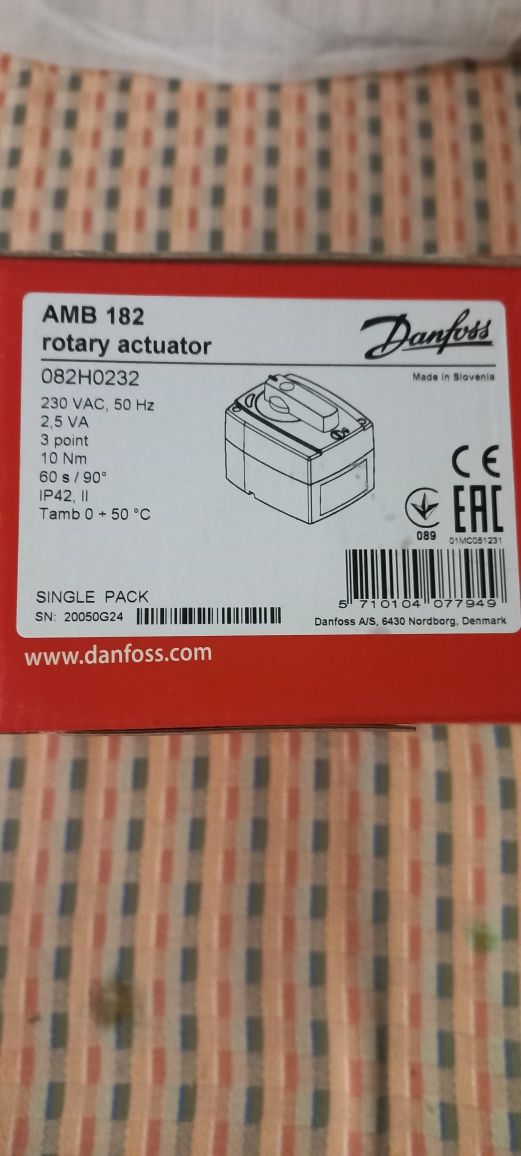 AMB 182
rotary actuator
Danfoss
082H0232
Made in Slovenia
230 VAC, 50 Hz
2,5 VA
3 point
10 Nm
60 s / 90°
IP42, II
Tamb 0 ÷ 50 °C
CE
EAC
089
01MC051231
5 710104 077949
SINGLE PACK
SN: 20050G24
Danfoss A/S, 6430 Nordborg, Denmark
www.danfoss.com